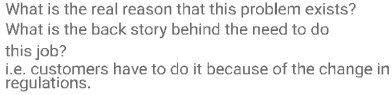 What is the real reason that this problem exists?
What is the back story behind the need to do
this job?
i.e. customers have to do it because of the change in
regulations.